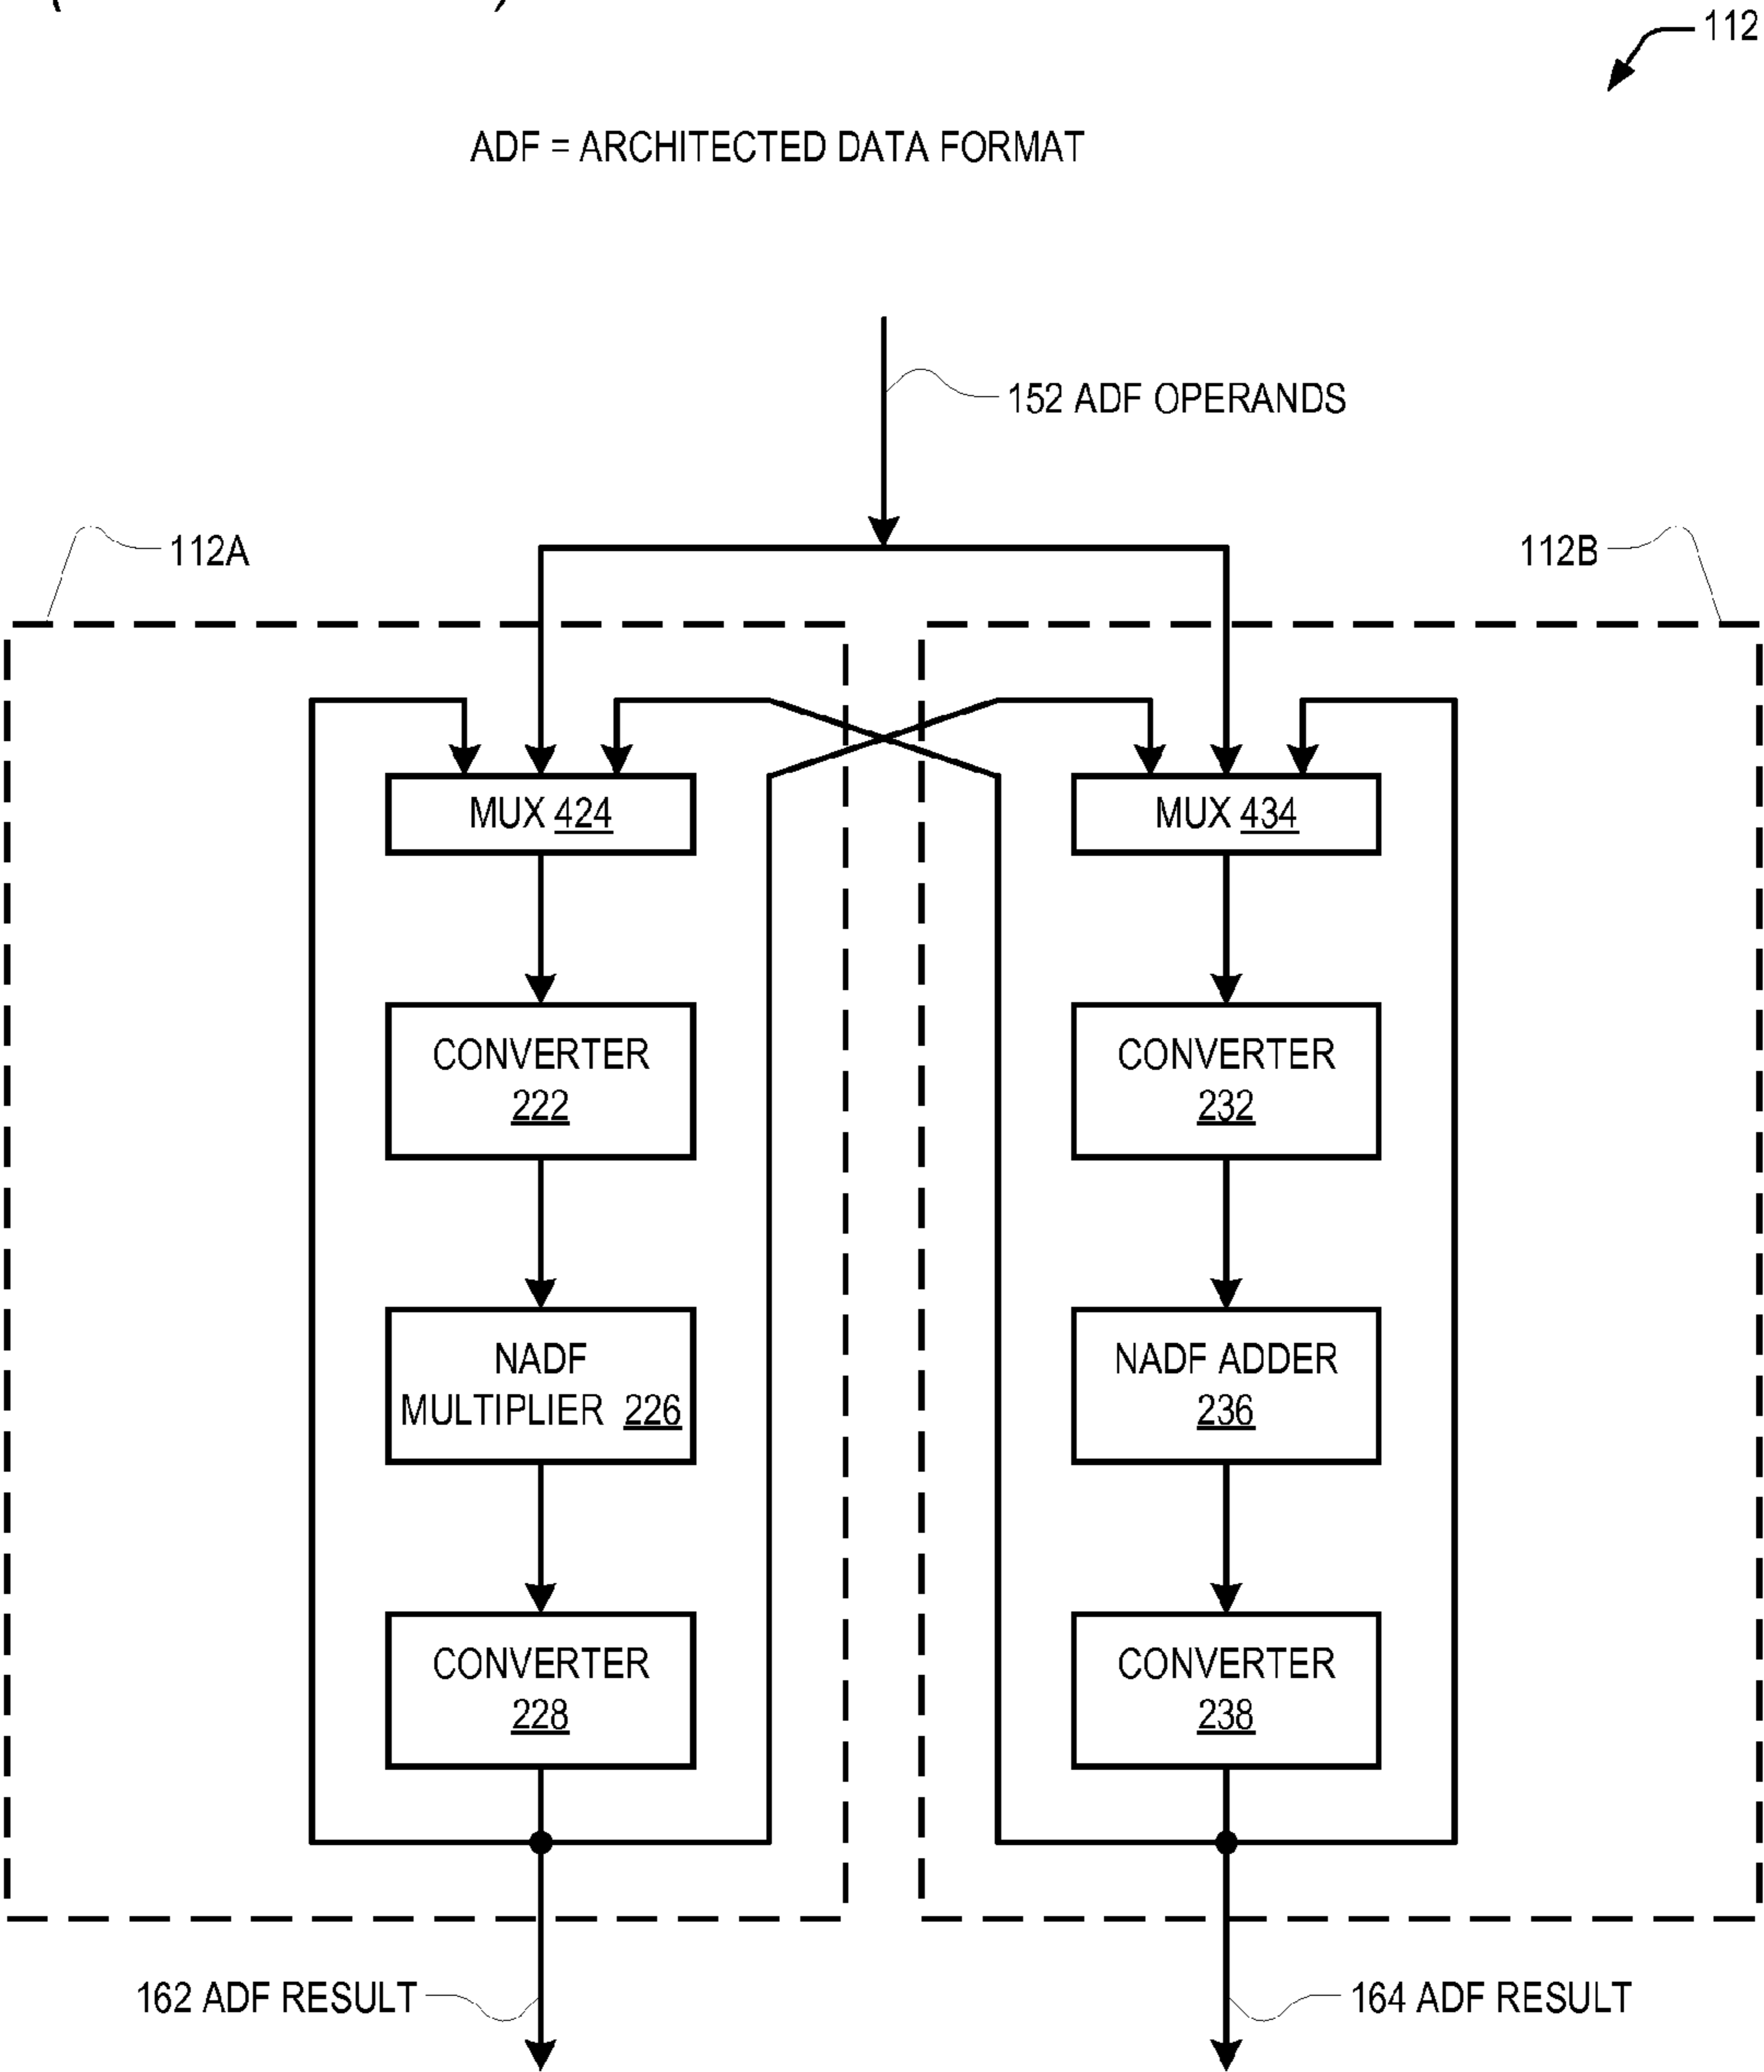 112
ADF = ARCHITECTED DATA FORMAT
152 ADF OPERANDS
112A
112B
MUX 424
MUX 434
CONVERTER
222
CONVERTER
232
NADF
MULTIPLIER 226
NADF ADDER
236
CONVERTER
228
CONVERTER
238
162 ADF RESULT
164 ADF RESULT